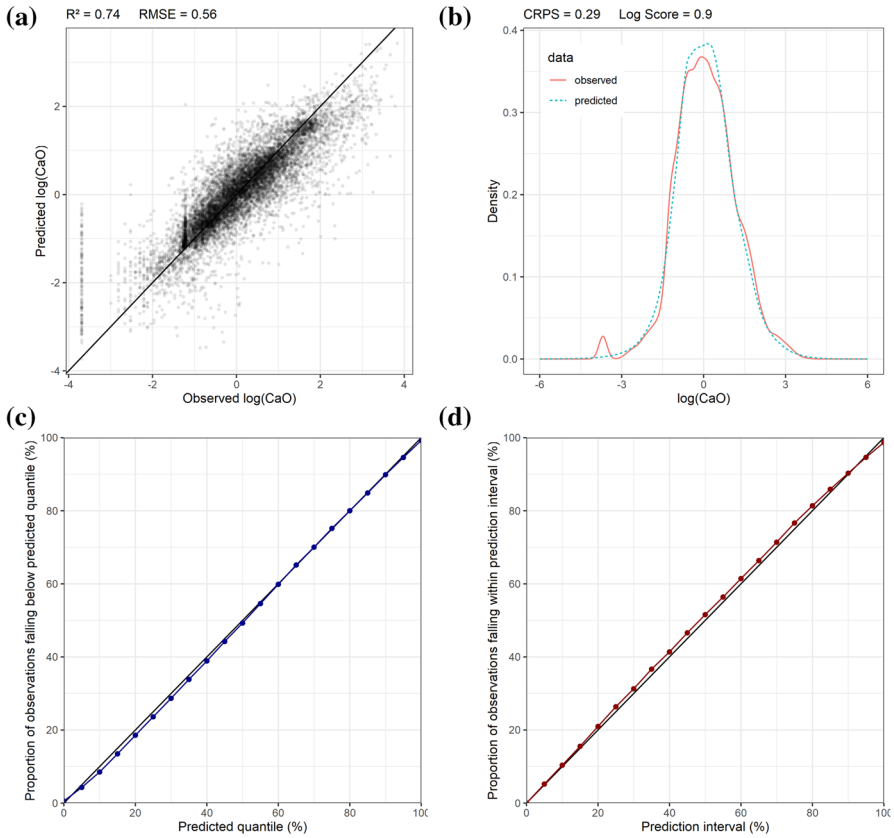 (a)
R² = 0.74 RMSE = 0.56
Predicted log(CaO)
2
0
-2
-4
-4 -2 0 2 4
Observed log(CaO)
(b)
CRPS = 0.29 Log Score = 0.9
Density
0.4
0.3
0.2
0.1
0.0
data
observed
predicted
-6 -3 0 3 6
log(CaO)
(c)
Proportion of observations falling below predicted quantile (%)
100
80
60
40
20
0
0 20 40 60 80 100
Predicted quantile (%)
(d)
Proportion of observations falling within prediction interval (%)
100
80
60
40
20
0
0 20 40 60 80 100
Prediction interval (%)